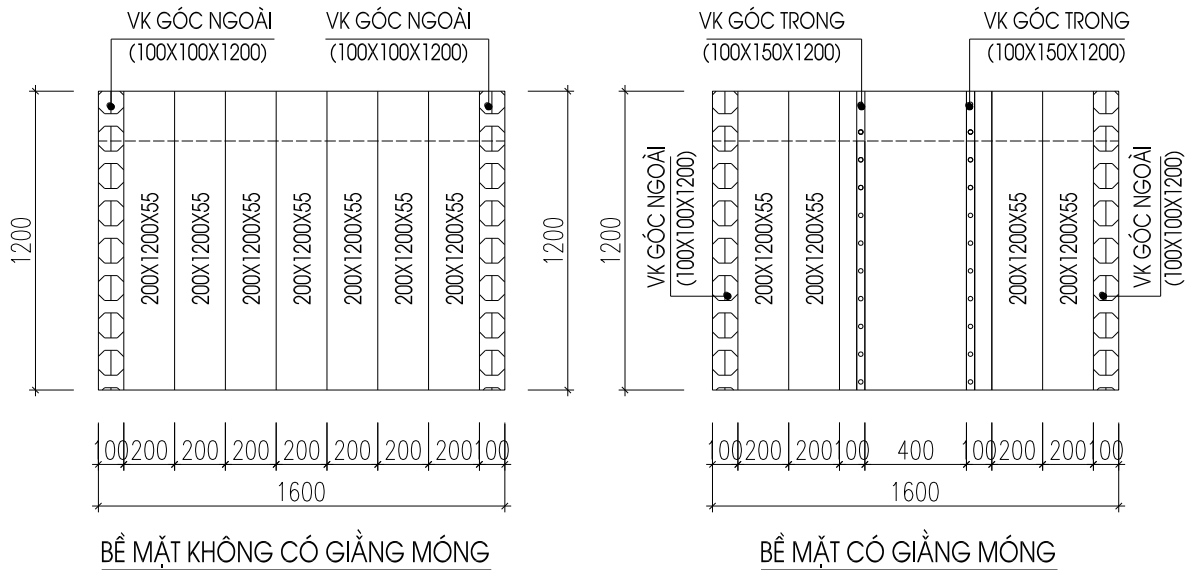 VK GÓC NGOÀI
(100X100X1200)
VK GÓC NGOÀI
(100X100X1200)
1200
200X1200X55
200X1200X55
200X1200X55
200X1200X55
200X1200X55
200X1200X55
200X1200X55
1200
100 200 200 200 200 200 200 200 100
1600
BỀ MẶT KHÔNG CÓ GIẰNG MÓNG
VK GÓC TRONG
(100X150X1200)
VK GÓC TRONG
(100X150X1200)
1200
VK GÓC NGOÀI
(100X100X1200)
200X1200X55
200X1200X55
200X1200X55
200X1200X55
VK GÓC NGOÀI
(100X100X1200)
100 200 200 100 400 100 200 200 100
1600
BỀ MẶT CÓ GIẰNG MÓNG